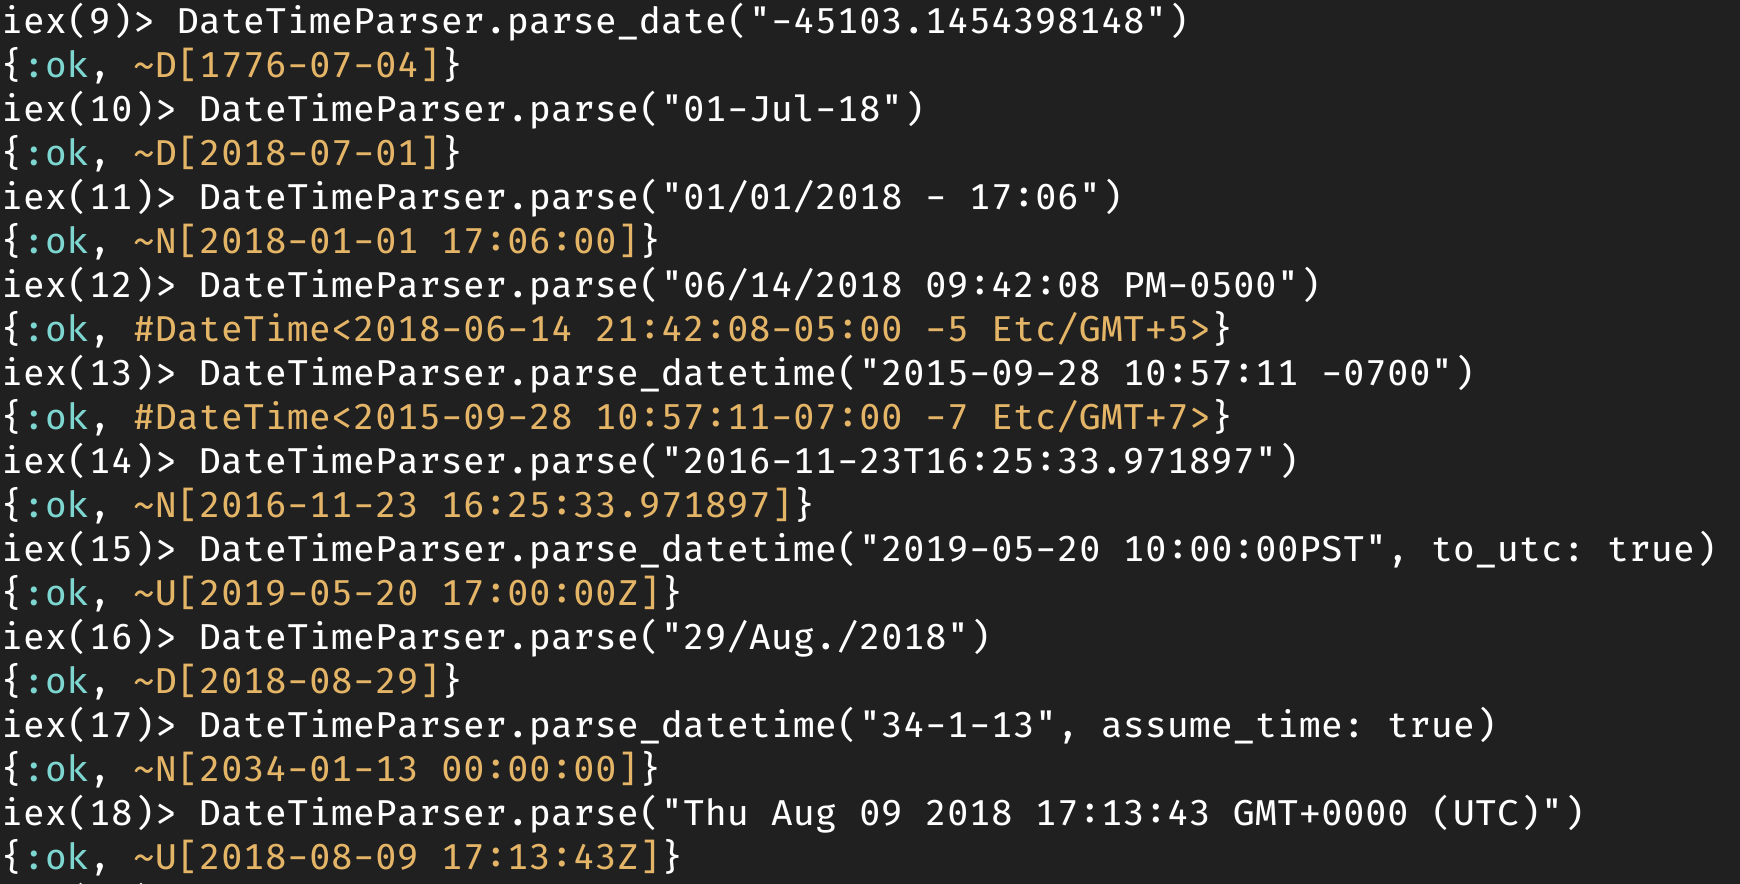 iex(9)> DateTimeParser.parse_date("-45103.1454398148")
{:ok, ~D[1776-07-04]}
iex(10)> DateTimeParser.parse("01-Jul-18")
{:ok, ~D[2018-07-01]}
iex(11)> DateTimeParser.parse("01/01/2018 - 17:06")
{:ok, ~N[2018-01-01 17:06:00]}
iex(12)> DateTimeParser.parse("06/14/2018 09:42:08 PM-0500")
{:ok, #DateTime<2018-06-14 21:42:08-05:00 -5 Etc/GMT+5>}
iex(13)> DateTimeParser.parse_datetime("2015-09-28 10:57:11 -0700")
{:ok, #DateTime<2015-09-28 10:57:11-07:00 -7 Etc/GMT+7>}
iex(14)> DateTimeParser.parse("2016-11-23T16:25:33.971897")
{:ok, ~N[2016-11-23 16:25:33.971897]}
iex(15)> DateTimeParser.parse_datetime("2019-05-20 10:00:00PST", to_utc: true)
{:ok, ~U[2019-05-20 17:00:00Z]}
iex(16)> DateTimeParser.parse("29/Aug./2018")
{:ok, ~D[2018-08-29]}
iex(17)> DateTimeParser.parse_datetime("34-1-13", assume_time: true)
{:ok, ~N[2034-01-13 00:00:00]}
iex(18)> DateTimeParser.parse("Thu Aug 09 2018 17:13:43 GMT+0000 (UTC)")
{:ok, ~U[2018-08-09 17:13:43Z]}